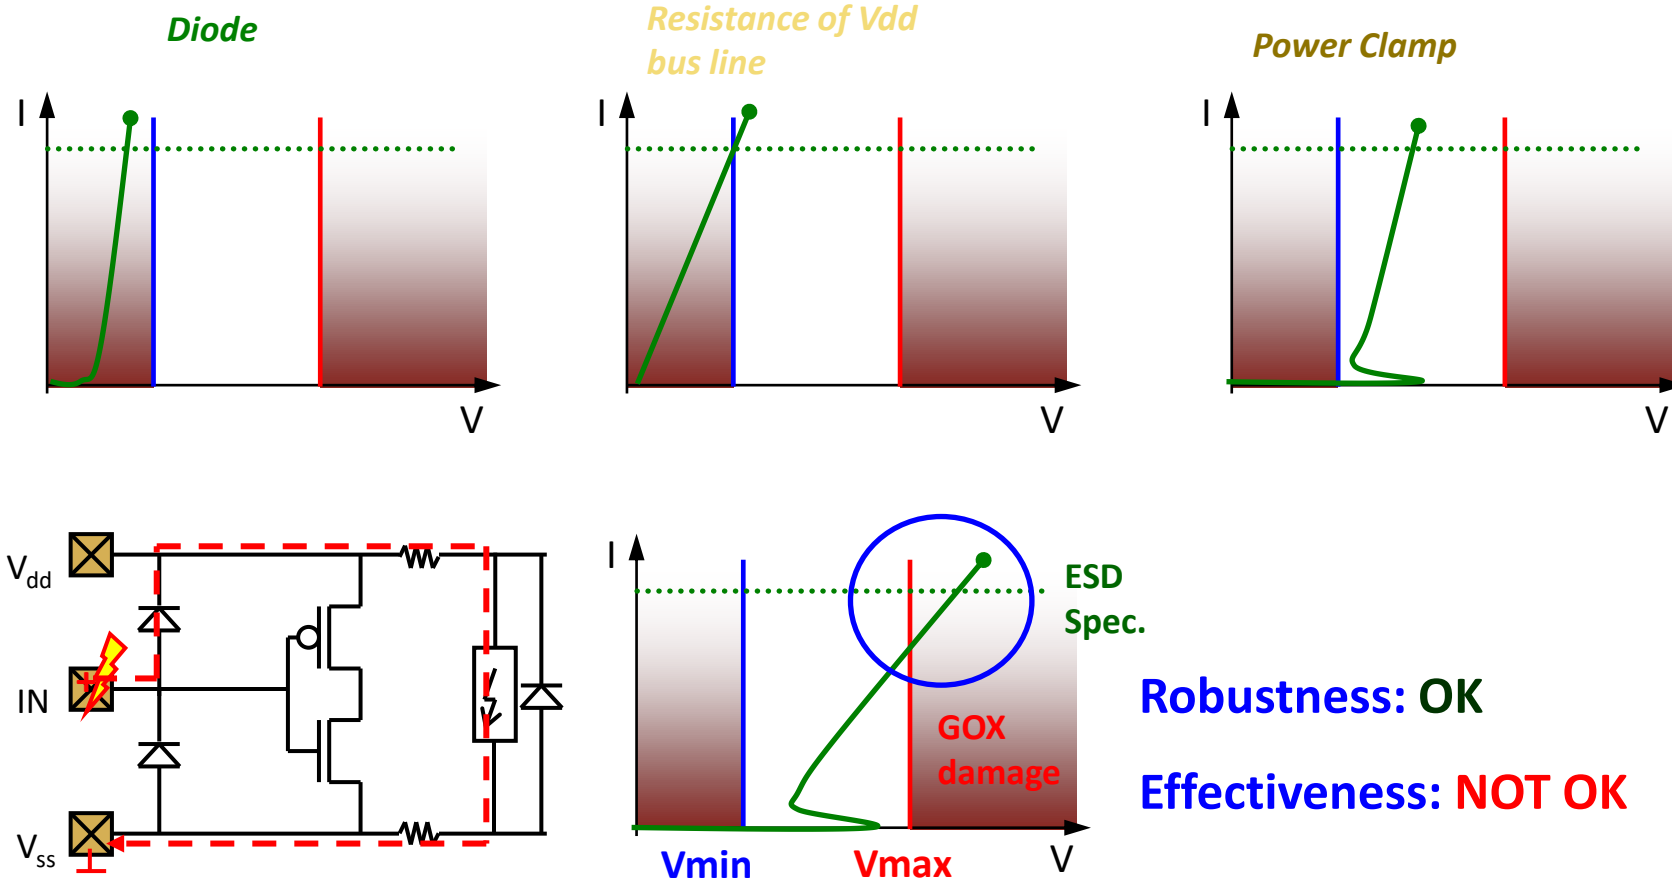 Diode
Resistance of Vdd
bus line
Power Clamp
I
V
I
V
I
V
Vdd
IN
Vss
I
ESD
Spec.
GOX
damage
Vmin
Vmax
V
Robustness: OK
Effectiveness: NOT OK